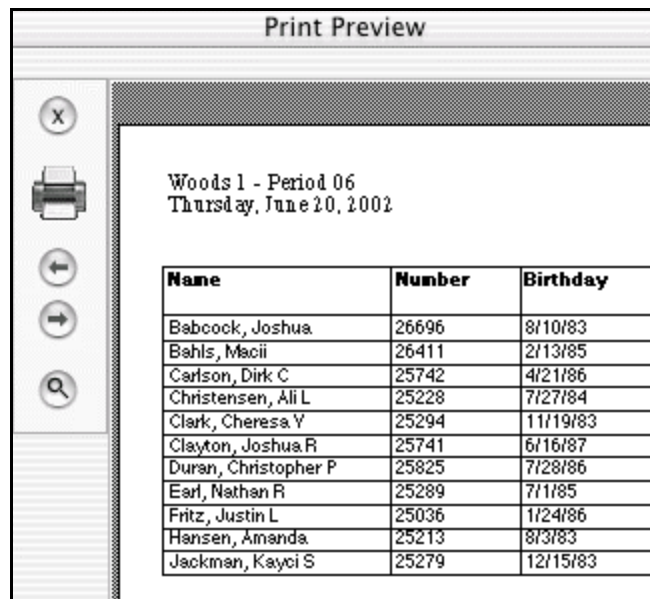 Print Preview
X
Woods 1 - Period 06
Thursday, June 20, 2002
Name Number Birthday
Babcock, Joshua 26696 8/10/83
Bahls, Macii 26411 2/13/85
Carlson, Dirk C 25742 4/21/86
Christensen, Ali L 25228 7/27/84
Clark, Cheresa V 25294 11/19/83
Clayton, Joshua R 25741 6/16/87
Duran, Christopher P 25825 7/28/86
Earl, Nathan R 25289 7/1/85
Fritz, Justin L 25036 1/24/86
Hansen, Amanda 25213 8/3/83
Jackman, Kayci S 25279 12/15/83